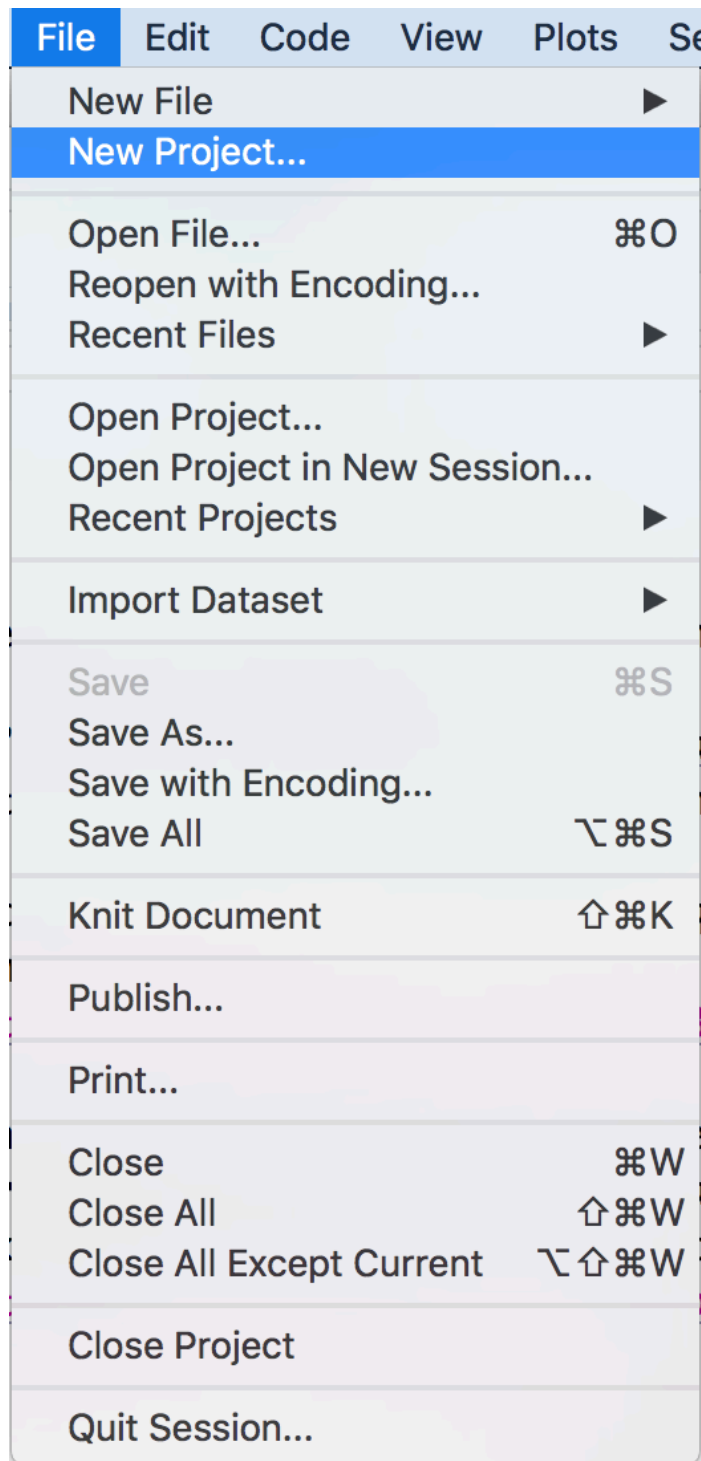 File Edit Code View Plots Se
New File ▶
New Project...
Open File... ⌘O
Reopen with Encoding...
Recent Files ▶
Open Project...
Open Project in New Session...
Recent Projects ▶
Import Dataset ▶
Save ⌘S
Save As...
Save with Encoding...
Save All ⌥⌘S
Knit Document ⇧⌘K
Publish...
Print...
Close ⌘W
Close All ⇧⌘W
Close All Except Current ⌥⇧⌘W
Close Project
Quit Session...